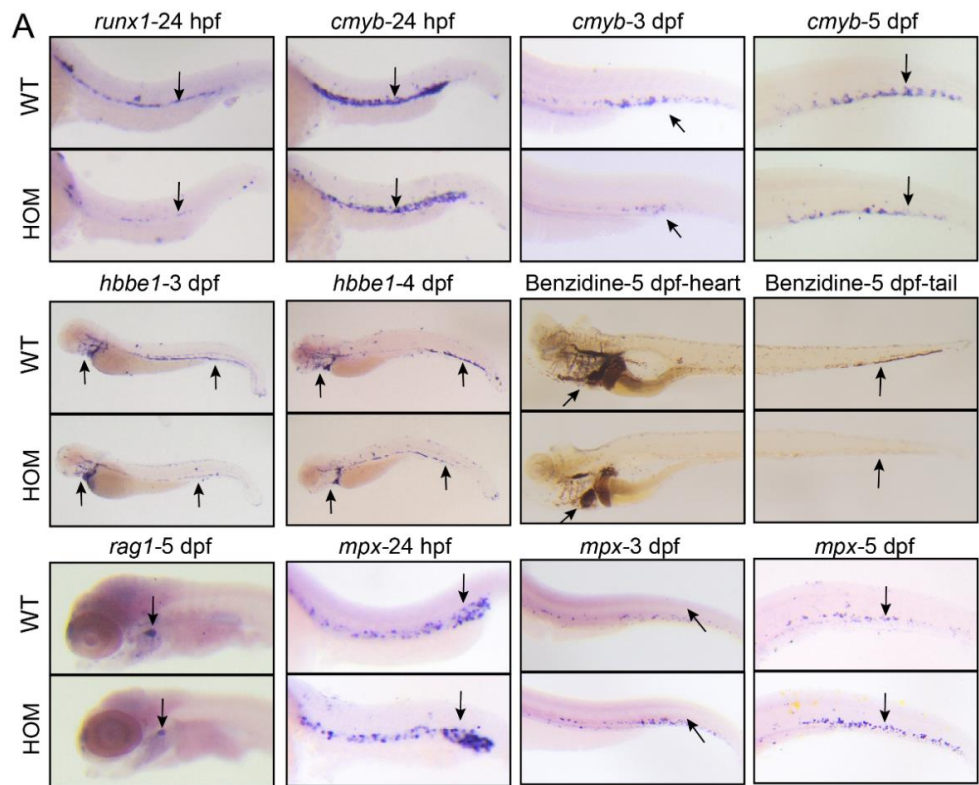 A
runx1-24 hpf cmyb-24 hpf cmyb-3 dpf cmyb-5 dpf
WT
HOM
hbbe1-3 dpf hbbe1-4 dpf Benzidine-5 dpf-heart Benzidine-5 dpf-tail
WT
HOM
rag1-5 dpf mpx-24 hpf mpx-3 dpf mpx-5 dpf
WT
HOM